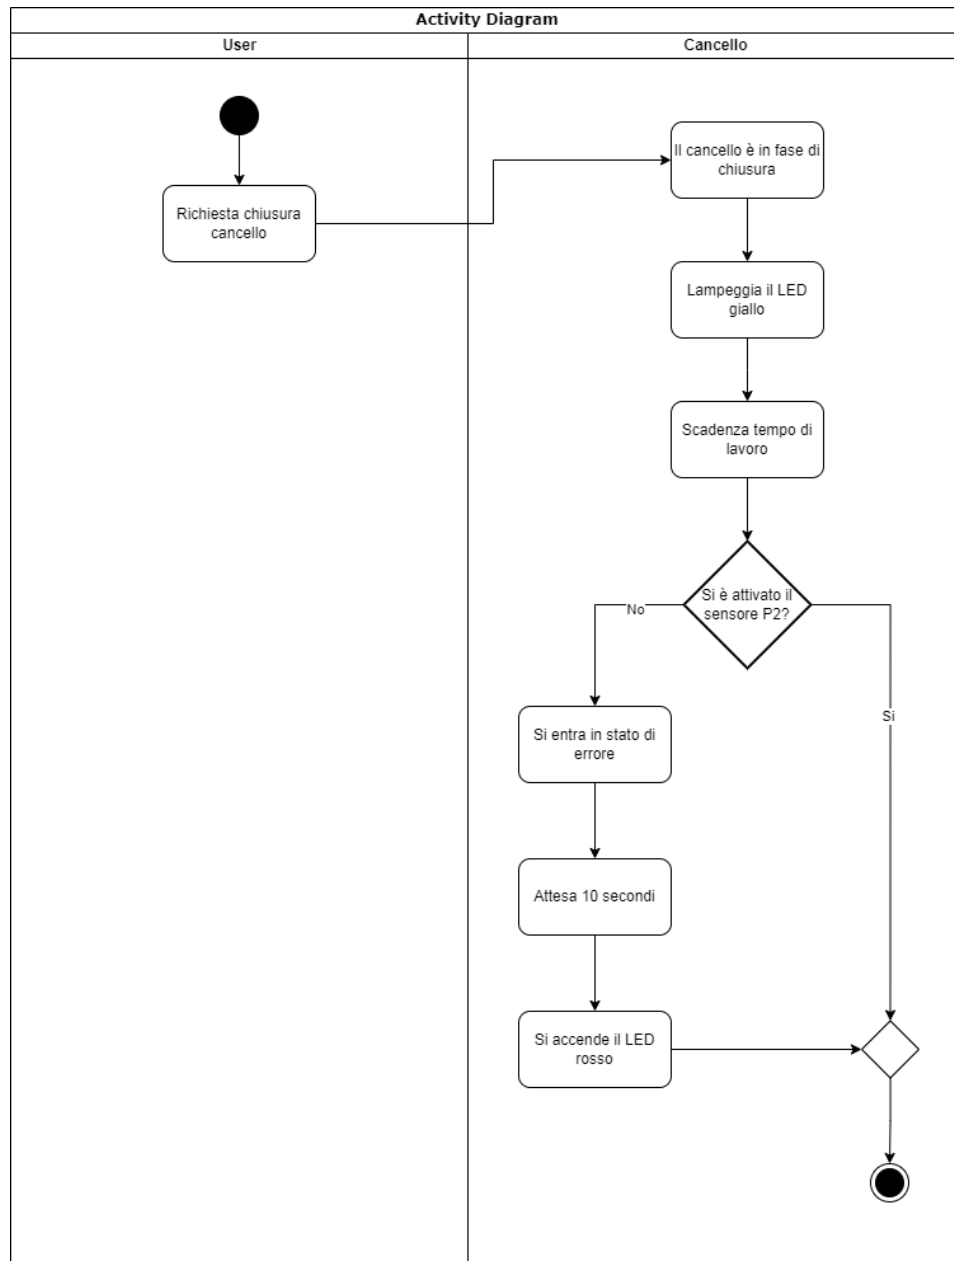 Activity Diagram
User
Cancello
Il cancello è in fase di
chiusura
Richiesta chiusura
cancello
Lampeggia il LED
giallo
Scadenza tempo di
lavoro
Si è attivato il
sensore P2?
No
Si
Si entra in stato di
errore
Attesa 10 secondi
Si accende il LED
rosso